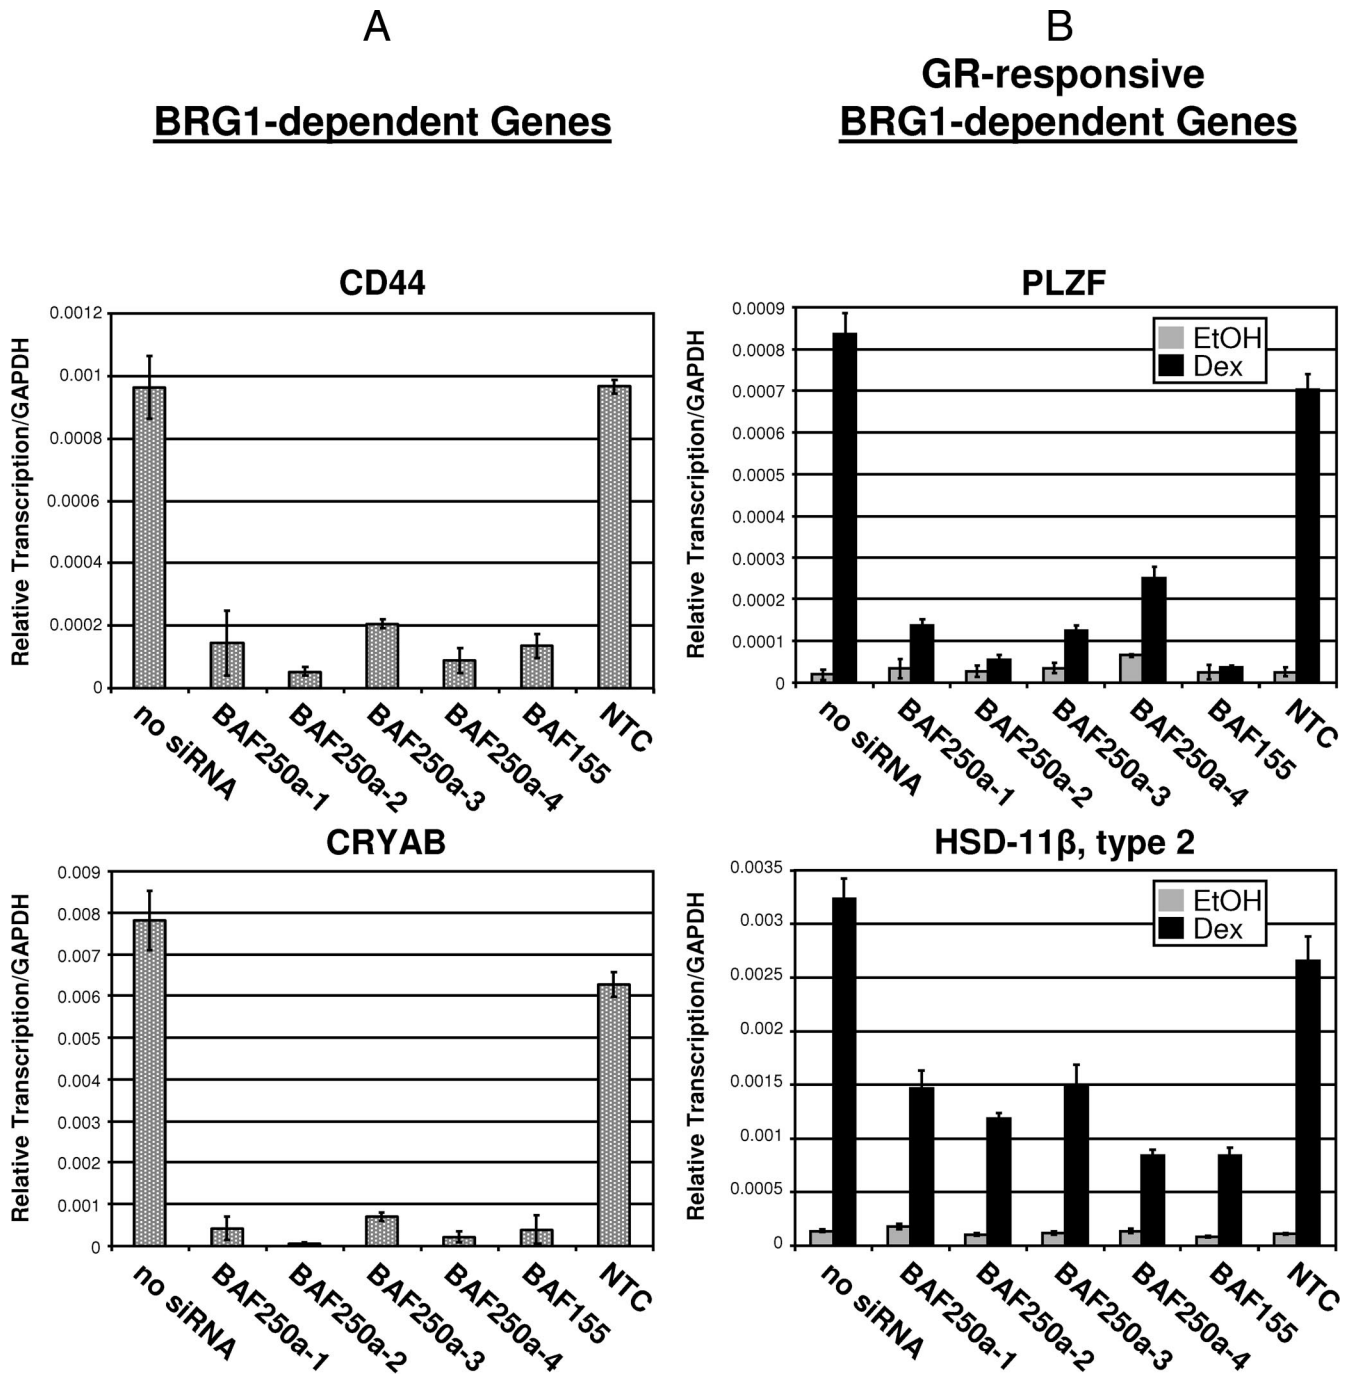 A
BRG1-dependent Genes
CD44
Relative Transcription/GAPDH
0.0012
0.001
0.0008
0.0006
0.0004
0.0002
0
no siRNA
BAF250a-1
BAF250a-2
BAF250a-3
BAF250a-4
BAF155
NTC
CRYAB
Relative Transcription/GAPDH
0.009
0.008
0.007
0.006
0.005
0.004
0.003
0.002
0.001
0
no siRNA
BAF250a-1
BAF250a-2
BAF250a-3
BAF250a-4
BAF155
NTC
B
GR-responsive
BRG1-dependent Genes
PLZF
Relative Transcription/GAPDH
0.0009
0.0008
0.0007
0.0006
0.0005
0.0004
0.0003
0.0002
0.0001
0
EtOH
Dex
no siRNA
BAF250a-1
BAF250a-2
BAF250a-3
BAF250a-4
BAF155
NTC
HSD-11β, type 2
Relative Transcription/GAPDH
0.0035
0.003
0.0025
0.002
0.0015
0.001
0.0005
0
EtOH
Dex
no siRNA
BAF250a-1
BAF250a-2
BAF250a-3
BAF250a-4
BAF155
NTC